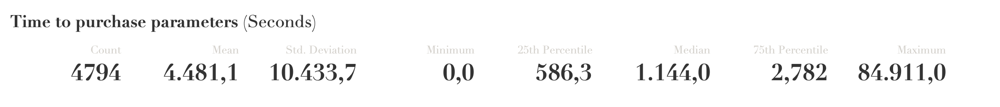 Time to purchase parameters (Seconds)
Count Mean Std. Deviation Minimum 25th Percentile Median 75th Percentile Maximum
4794 4.481,1 10.433,7 0,0 586,3 1.144,0 2,782 84.911,0